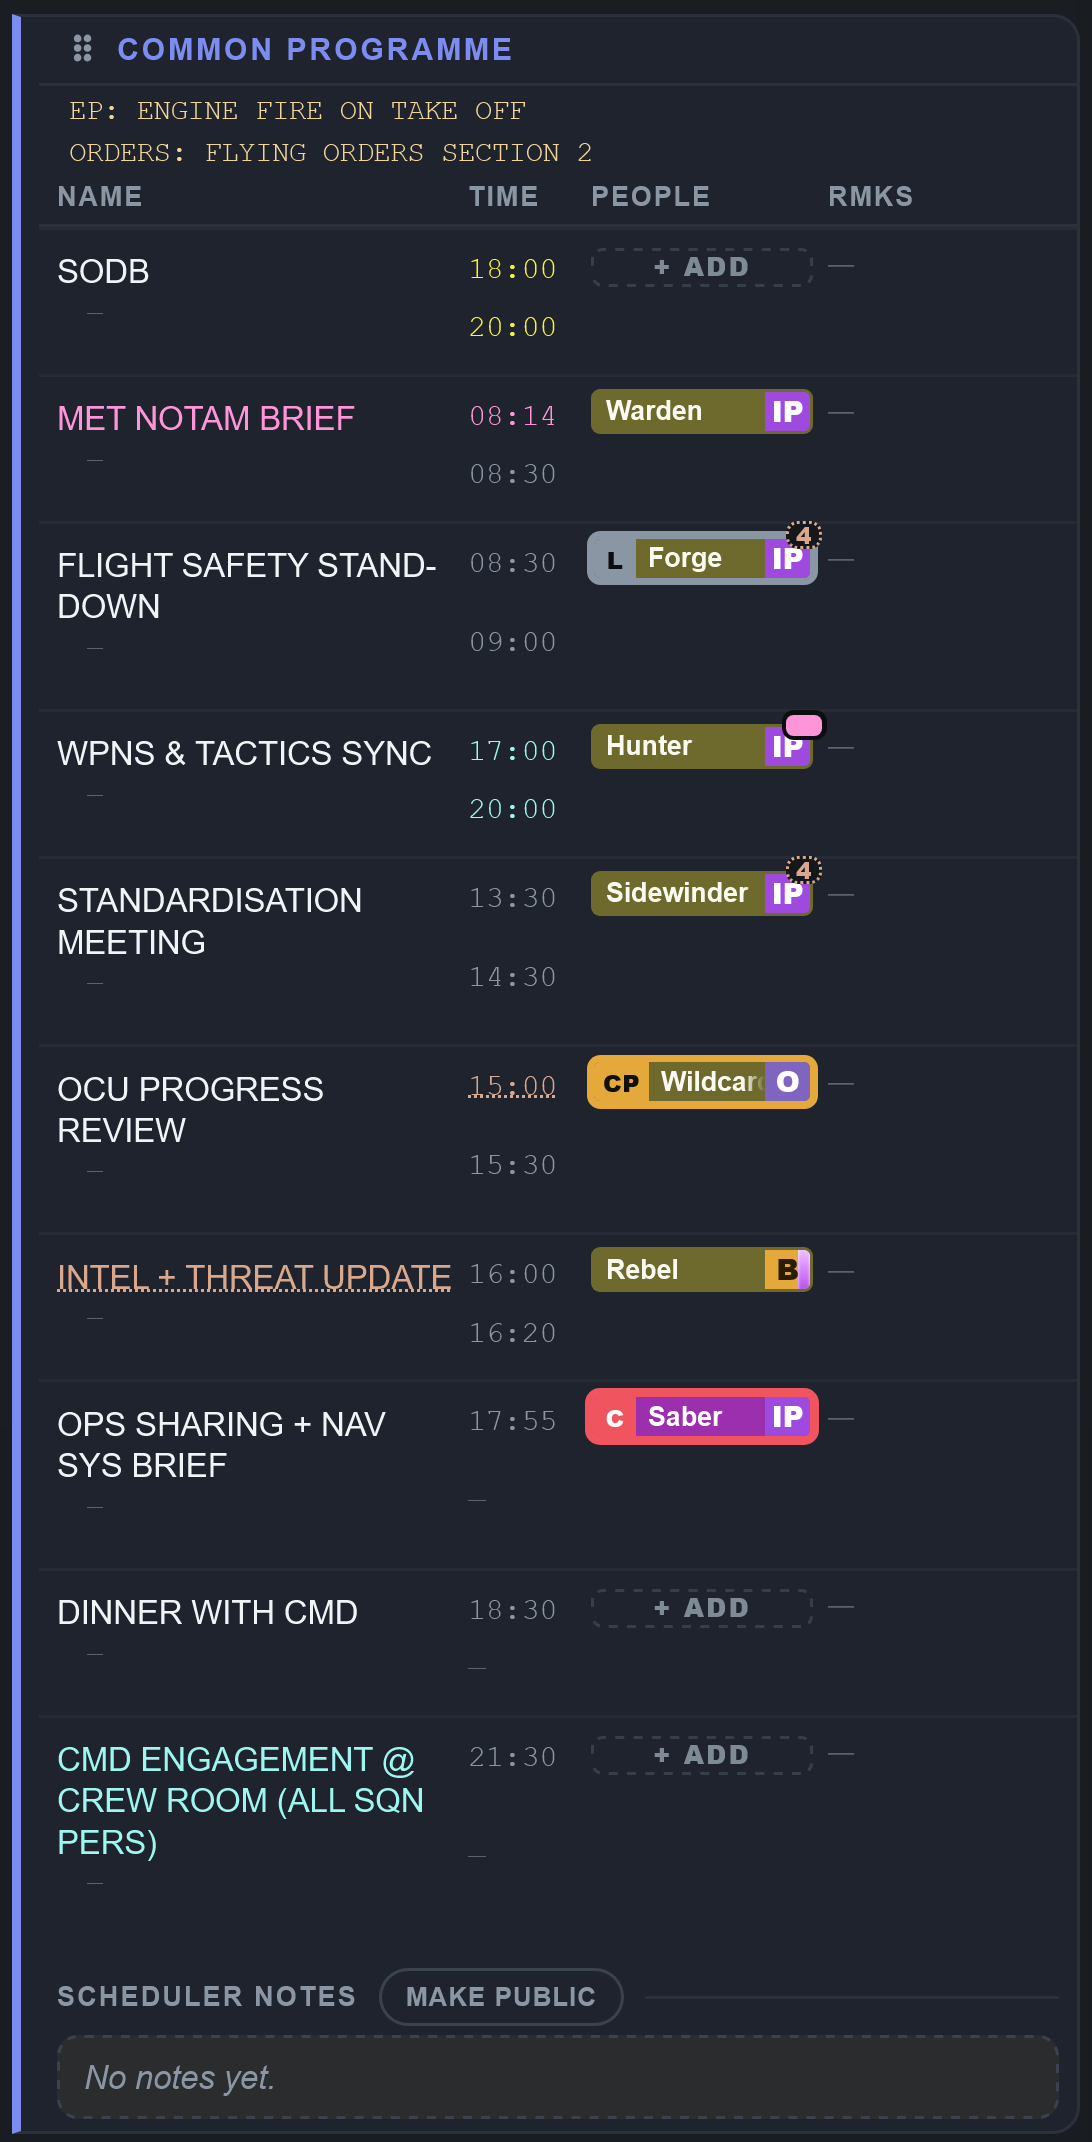 COMMON PROGRAMME
EP: ENGINE FIRE ON TAKE OFF
ORDERS: FLYING ORDERS SECTION 2
NAME TIME PEOPLE RMKS
SODB 18:00 + ADD —
— 20:00
MET NOTAM BRIEF 08:14 Warden IP —
— 08:30
4
FLIGHT SAFETY STAND- 08:30 L Forge IP —
DOWN
— 09:00
WPNS & TACTICS SYNC 17:00 Hunter IP —
— 20:00
4
STANDARDISATION 13:30 Sidewinder IP —
MEETING
— 14:30
OCU PROGRESS 15:00 CP Wildcard O —
REVIEW
— 15:30
INTEL + THREAT UPDATE 16:00 Rebel B —
— 16:20
OPS SHARING + NAV 17:55 C Saber IP —
SYS BRIEF
— —
DINNER WITH CMD 18:30 + ADD —
— —
CMD ENGAGEMENT @ 21:30 + ADD —
CREW ROOM (ALL SQN
PERS) —
—
SCHEDULER NOTES MAKE PUBLIC
No notes yet.